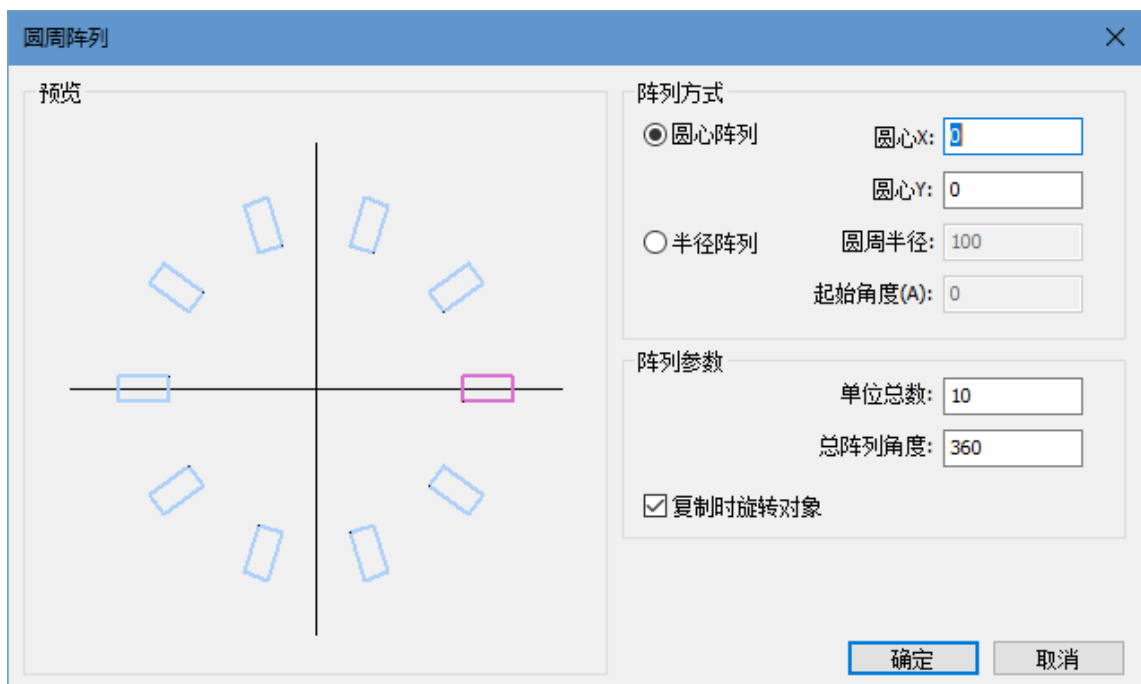 圆周阵列
预览
阵列方式
圆心阵列
圆心X: 0
圆心Y: 0
半径阵列
圆周半径: 100
起始角度(A): 0
阵列参数
单位总数: 10
总阵列角度: 360
复制时旋转对象
确定
取消